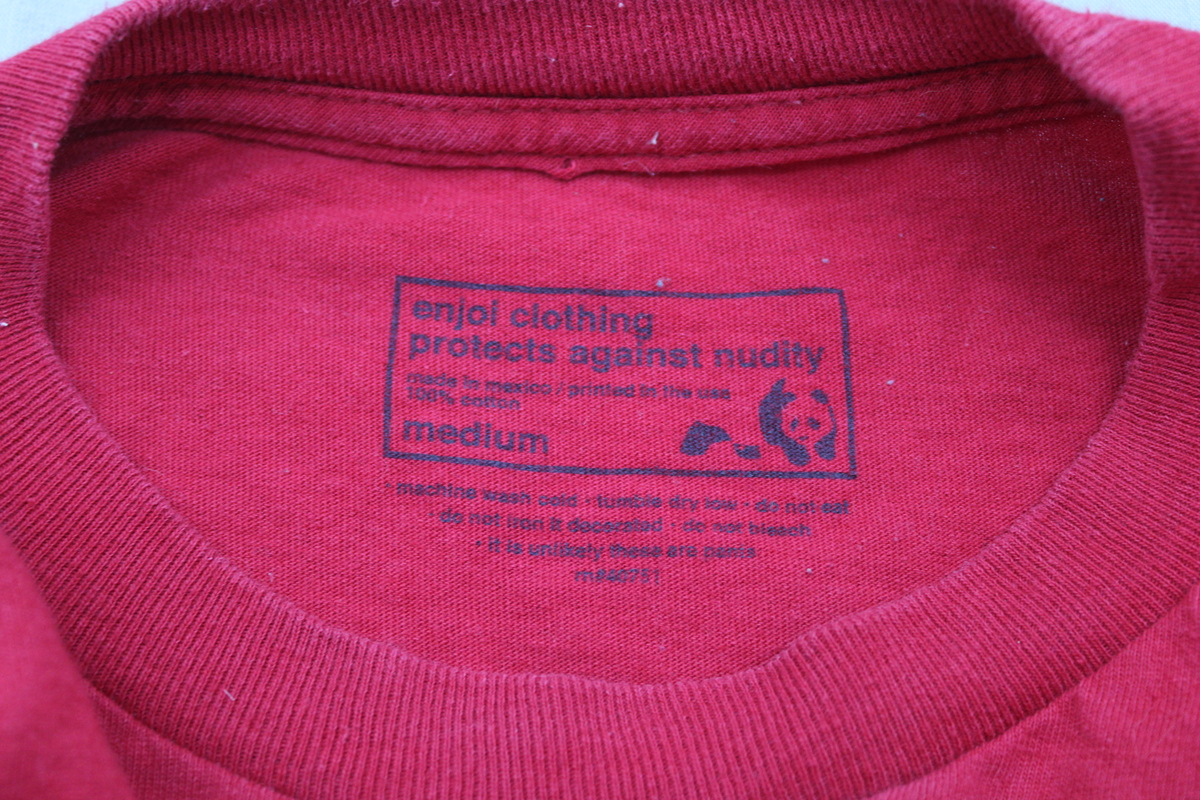 enjoi clothing
protects against nudity
made in mexico / printed in the usa
100% cotton
medium
· machine wash cold · tumble dry low · do not eat
· do not iron if decorated · do not bleach
· it is unlikely these are pants
rn#40751